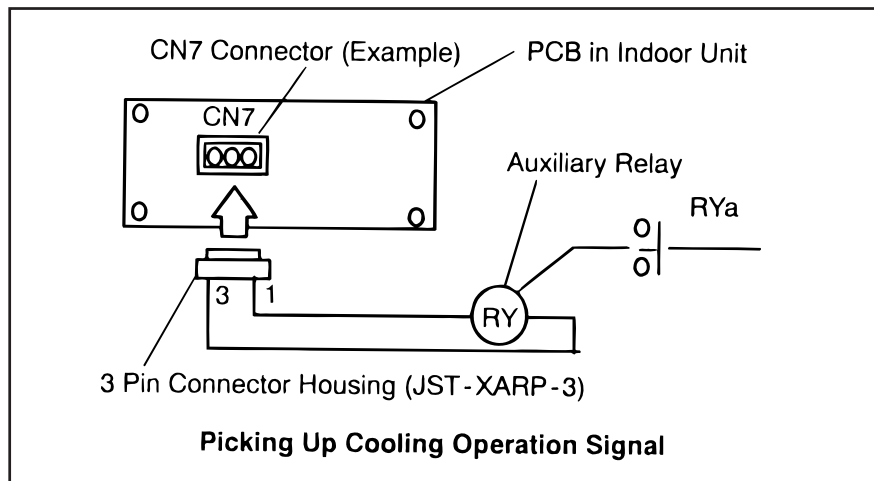 CN7 Connector (Example)
PCB in Indoor Unit
CN7
Auxiliary Relay
RYa
3 1
RY
3 Pin Connector Housing (JST-XARP-3)
Picking Up Cooling Operation Signal